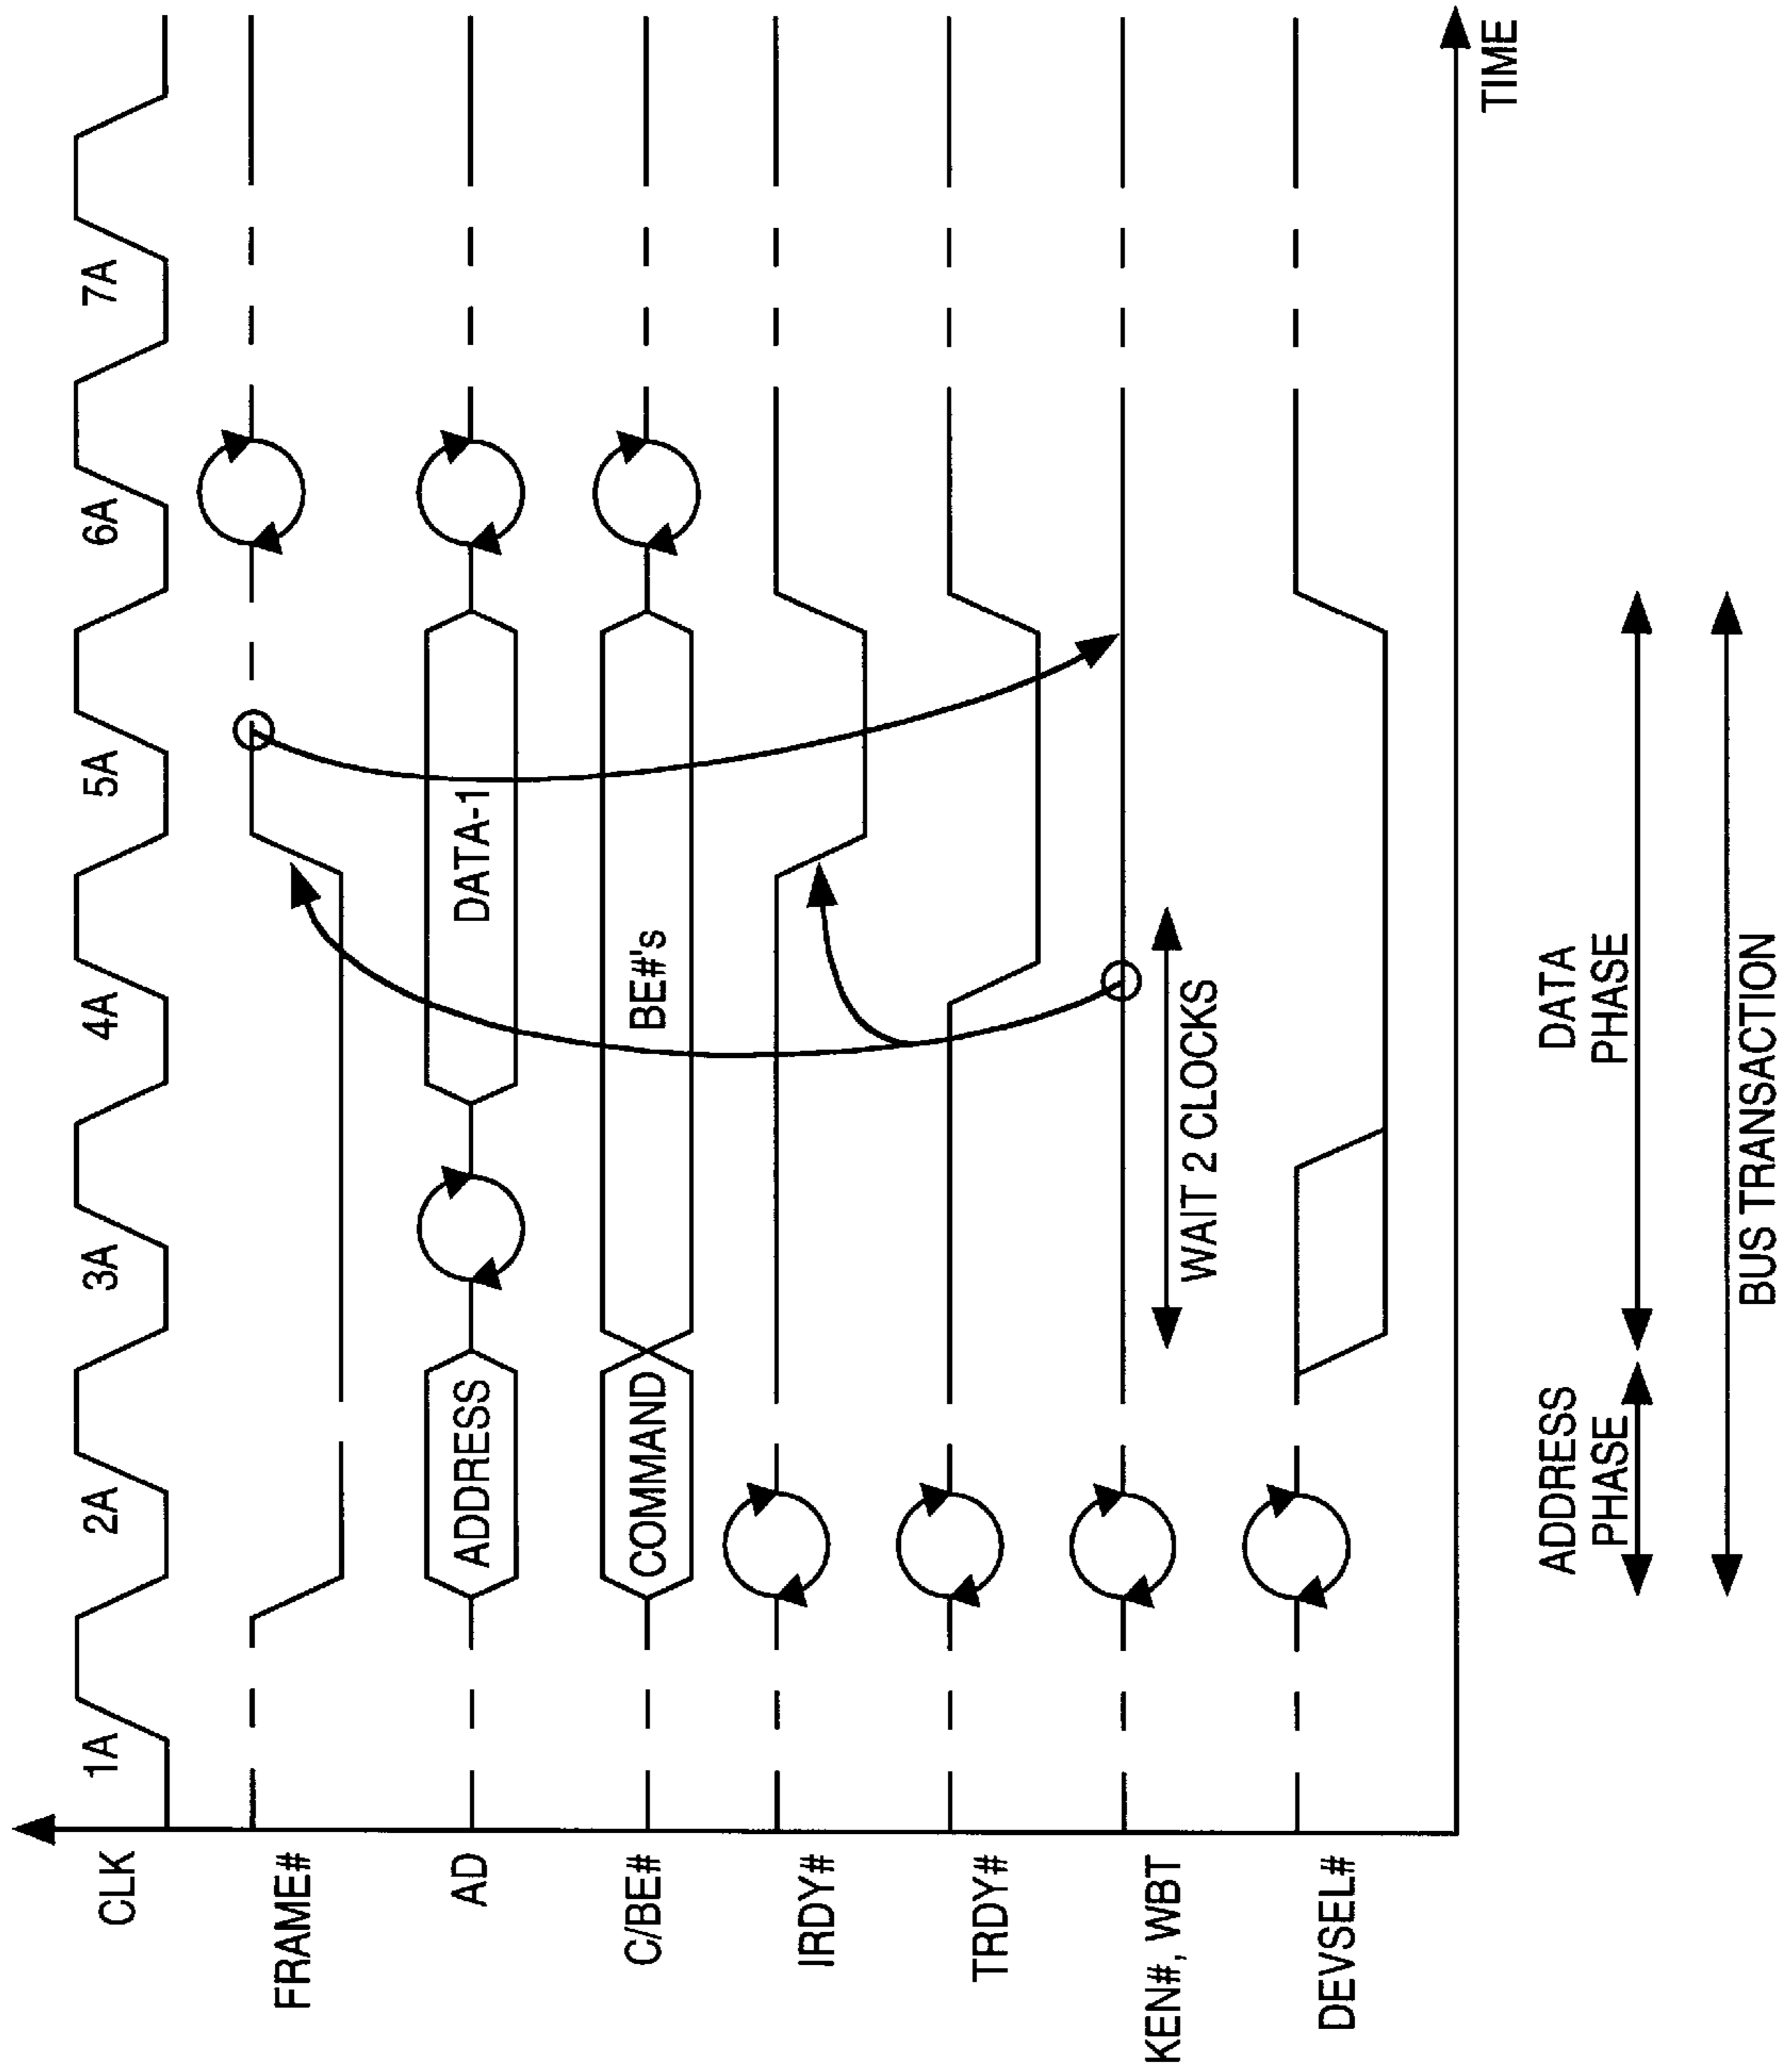 CLK
1A 2A 3A 4A 5A 6A 7A
FRAME#
AD
ADDRESS
DATA-1
C/BE#
COMMAND
BE#'s
IRDY#
TRDY#
KEN#, WBT
WAIT 2 CLOCKS
DEVSEL#
TIME
ADDRESS
PHASE
DATA
PHASE
BUS TRANSACTION